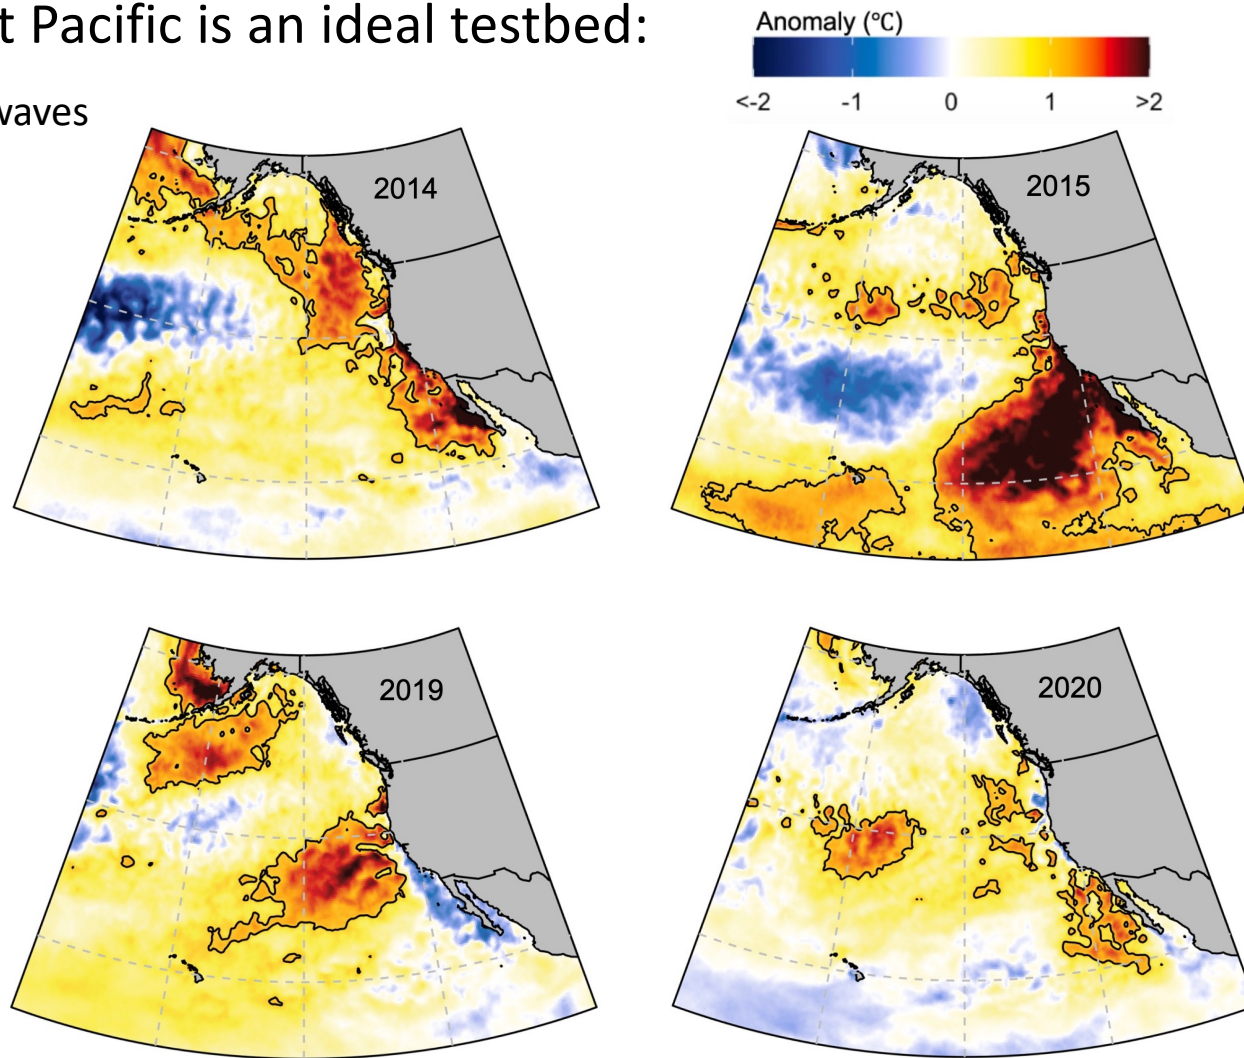 t Pacific is an ideal testbed:
waves
Anomaly (℃)
<-2 -1 0 1 >2
2014
2015
2019
2020